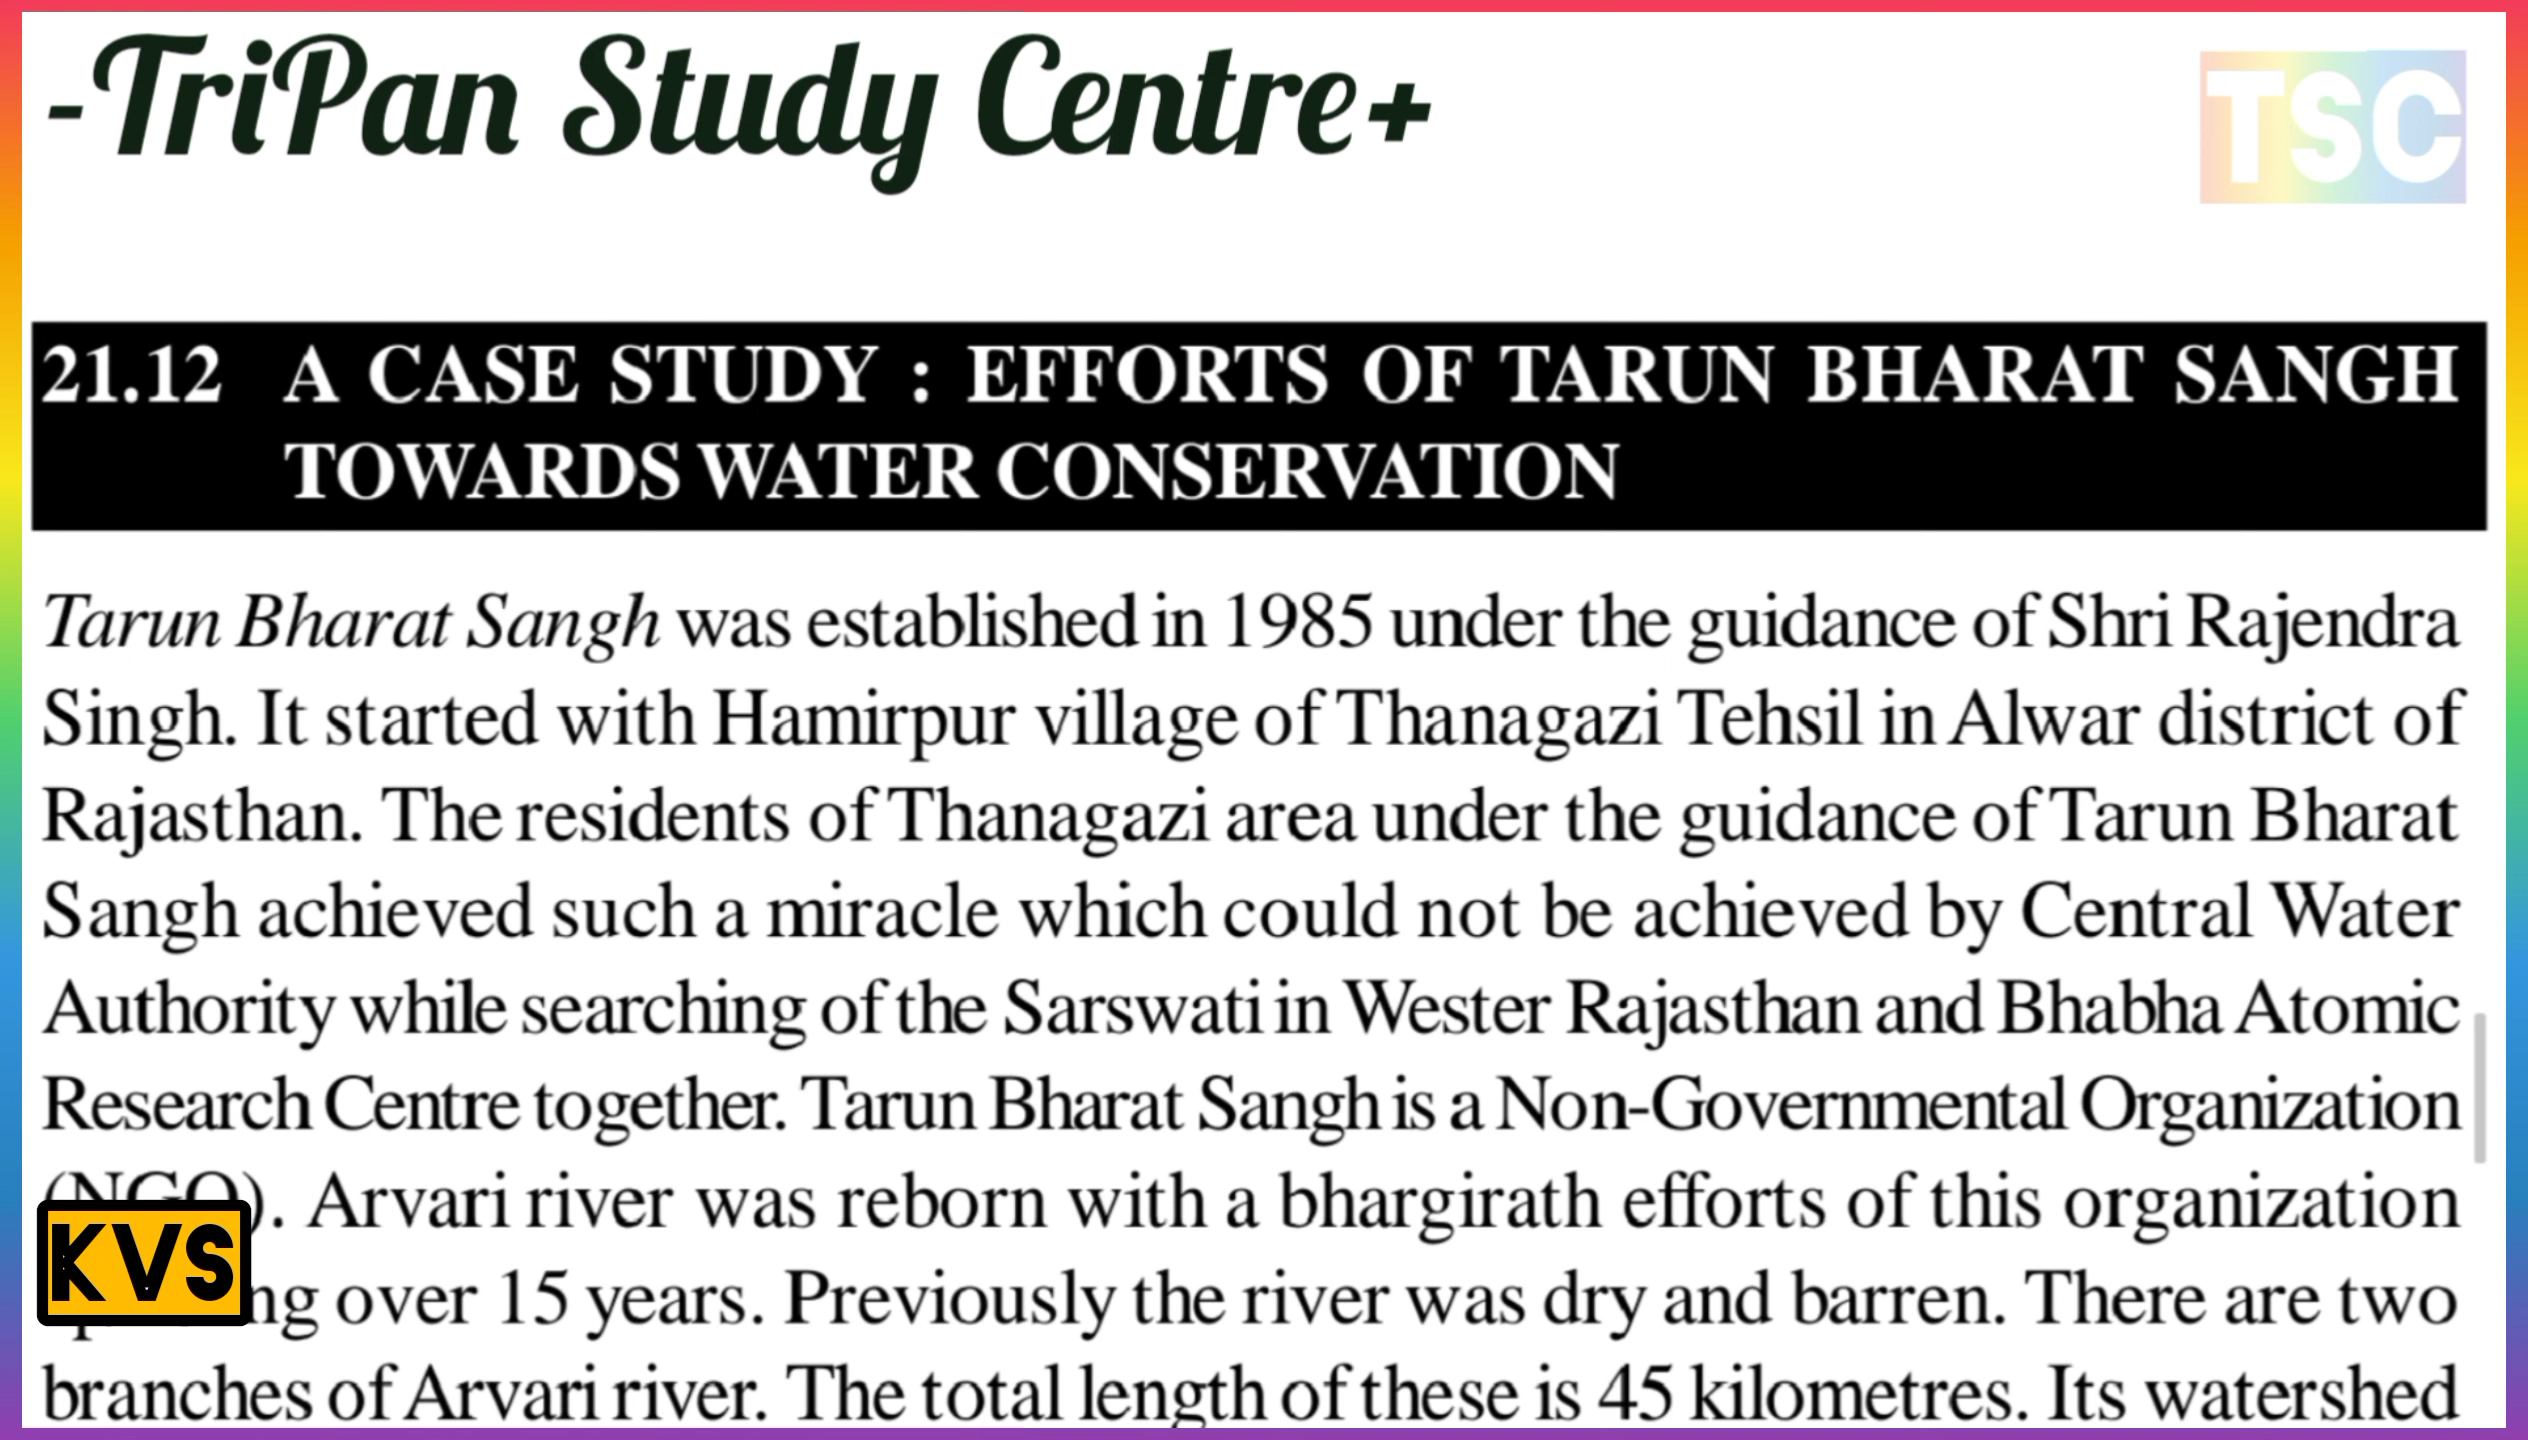 -TriPan Study Centre+
TSC
21.12 A CASE STUDY : EFFORTS OF TARUN BHARAT SANGH
TOWARDS WATER CONSERVATION
Tarun Bharat Sangh was established in 1985 under the guidance of Shri Rajendra
Singh. It started with Hamirpur village of Thanagazi Tehsil in Alwar district of
Rajasthan. The residents of Thanagazi area under the guidance of Tarun Bharat
Sangh achieved such a miracle which could not be achieved by Central Water
Authority while searching of the Sarswati in Wester Rajasthan and Bhabha Atomic
Research Centre together. Tarun Bharat Sangh is a Non-Governmental Organization
(NGO). Arvari river was reborn with a bhargirath efforts of this organization
KVS
over 15 years. Previously the river was dry and barren. There are two
branches of Arvari river. The total length of these is 45 kilometres. Its watershed